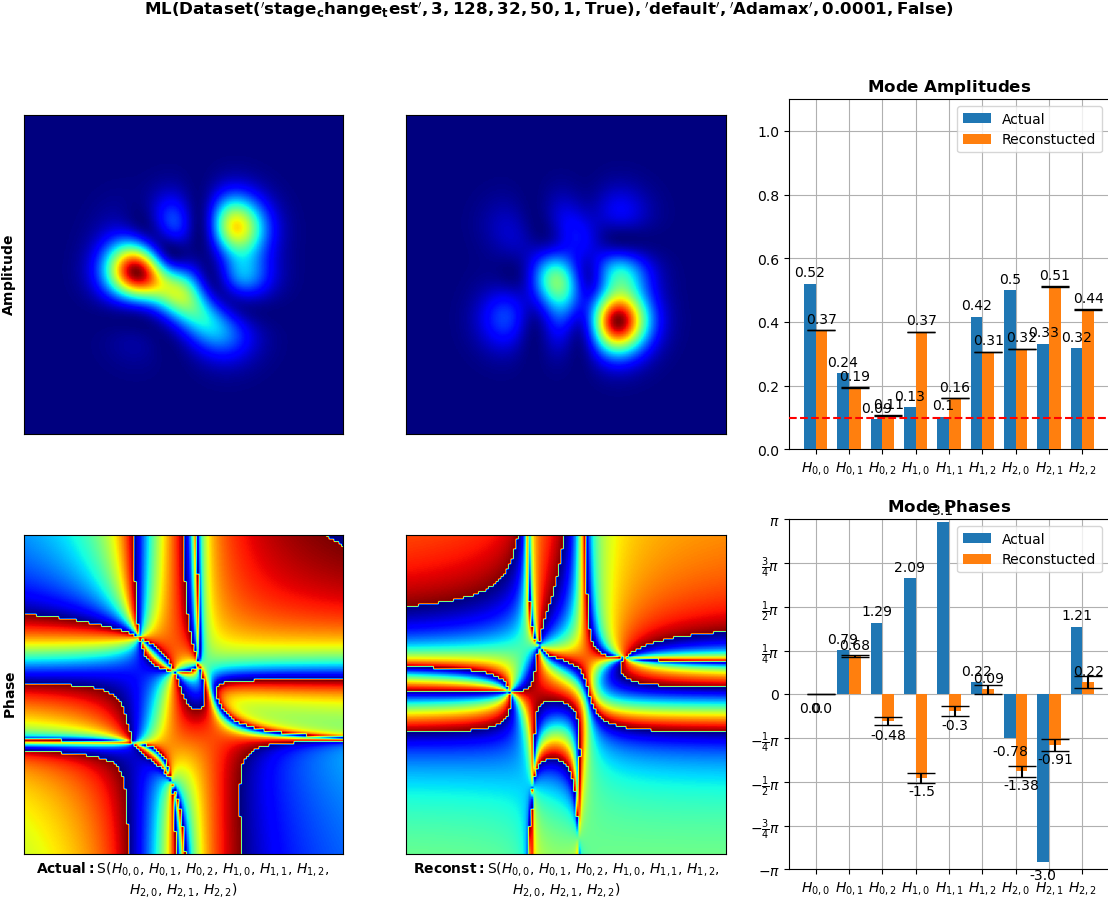 ML(Dataset('stage_change_test', 3, 128, 32, 50, 1, True), 'default', 'Adamax', 0.0001, False)
Amplitude
Mode Amplitudes
Actual
Reconstucted
1.0
0.8
0.6
0.4
0.2
0.0
0.52
0.37
0.24
0.19
0.09
0.11
0.13
0.37
0.1
0.16
0.42
0.31
0.5
0.32
0.33
0.51
0.32
0.44
H0,0 H0,1 H0,2 H1,0 H1,1 H1,2 H2,0 H2,1 H2,2
Phase
Mode Phases
Actual
Reconstucted
π
3/4π
1/2π
1/4π
0
−1/4π
−1/2π
−3/4π
−π
0.0
0.0
0.79
0.68
1.29
-0.48
2.09
-1.5
3.1
-0.3
0.22
0.09
-0.78
-1.38
-3.0
-0.91
1.21
0.22
H0,0 H0,1 H0,2 H1,0 H1,1 H1,2 H2,0 H2,1 H2,2
Actual: S(H0,0, H0,1, H0,2, H1,0, H1,1, H1,2,
H2,0, H2,1, H2,2)
Reconst: S(H0,0, H0,1, H0,2, H1,0, H1,1, H1,2,
H2,0, H2,1, H2,2)